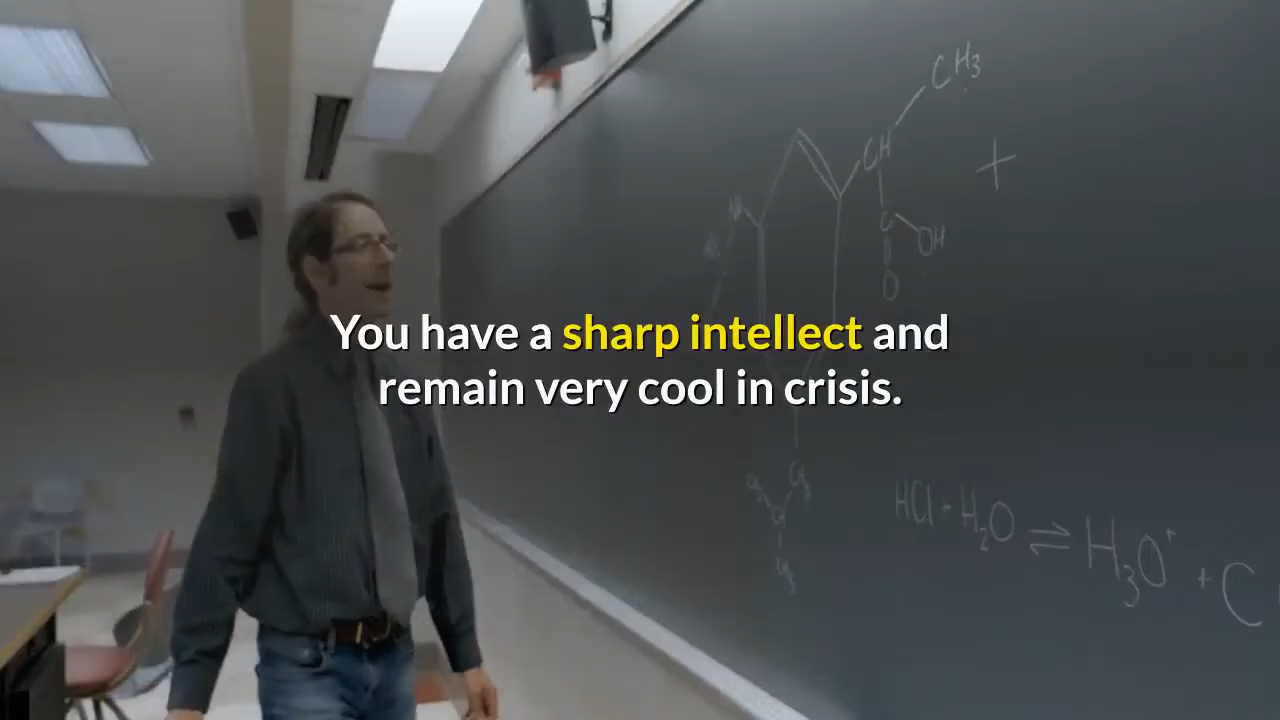 You have a sharp intellect and
remain very cool in crisis.
CH3
CH
+
C
OH
O
HCl + H2O ⇌ H3O+ + C